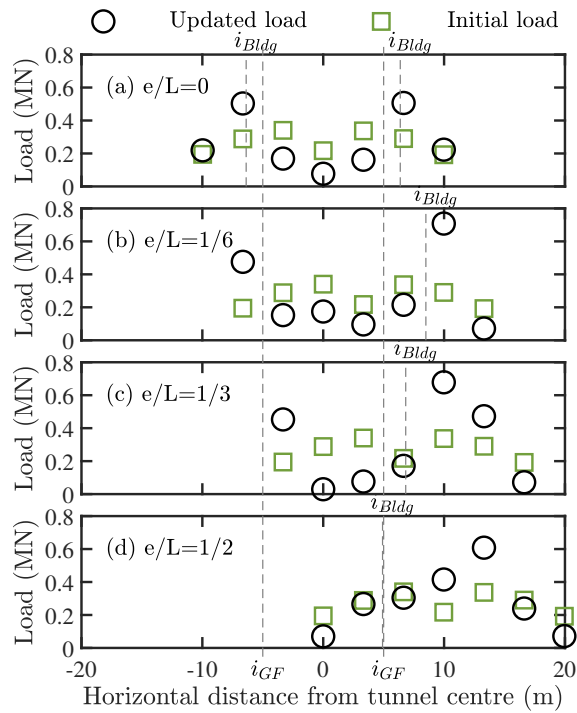 Updated load Initial load
i_Bldg i_Bldg
0.8
0.6
0.4
0.2
0
Load (MN)
(a) e/L=0
i_Bldg
0.8
0.6
0.4
0.2
0
Load (MN)
(b) e/L=1/6
i_Bldg
0.8
0.6
0.4
0.2
0
Load (MN)
(c) e/L=1/3
i_Bldg
0.8
0.6
0.4
0.2
0
Load (MN)
(d) e/L=1/2
-20 -10 i_GF 0 i_GF 10 20
Horizontal distance from tunnel centre (m)